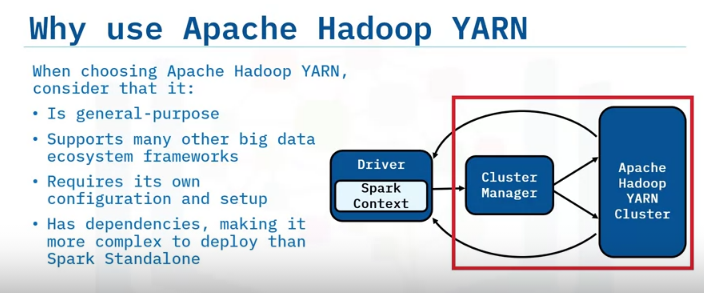 Why use Apache Hadoop YARN
When choosing Apache Hadoop YARN,
consider that it:
• Is general-purpose
• Supports many other big data
ecosystem frameworks
• Requires its own
configuration and setup
• Has dependencies, making it
more complex to deploy than
Spark Standalone
Driver
Spark
Context
Cluster
Manager
Apache
Hadoop
YARN
Cluster